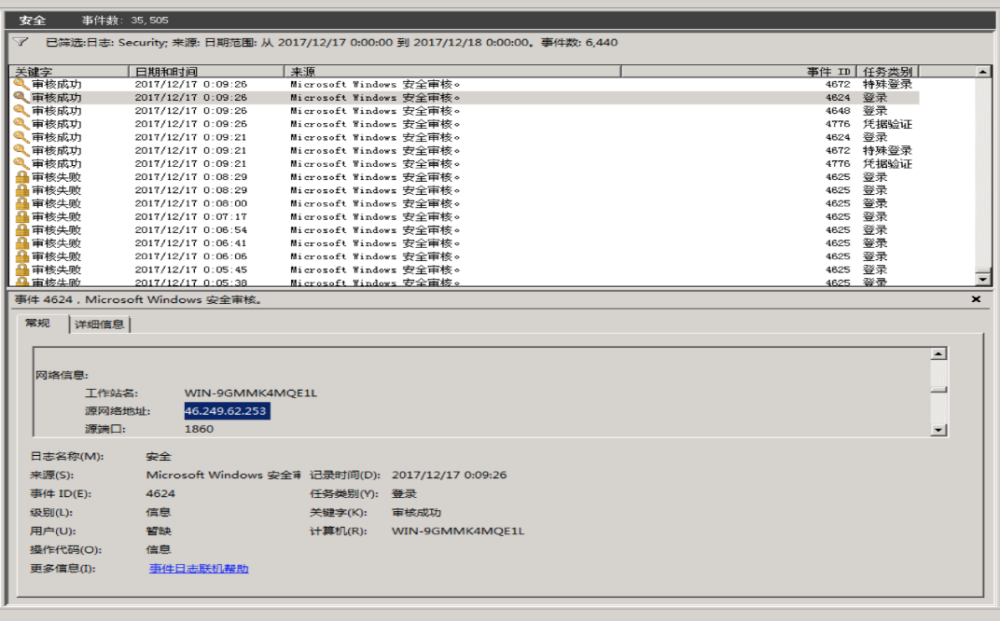 安全 事件数: 35,505
已筛选:日志: Security; 来源: 日期范围: 从 2017/12/17 0:00:00 到 2017/12/18 0:00:00。事件数: 6,440
关键字 日期和时间 来源 事件 ID 任务类别
审核成功 2017/12/17 0:09:26 Microsoft Windows 安全审核。 4672 特殊登录
审核成功 2017/12/17 0:09:26 Microsoft Windows 安全审核。 4624 登录
审核成功 2017/12/17 0:09:26 Microsoft Windows 安全审核。 4648 登录
审核成功 2017/12/17 0:09:26 Microsoft Windows 安全审核。 4776 凭据验证
审核成功 2017/12/17 0:09:21 Microsoft Windows 安全审核。 4624 登录
审核成功 2017/12/17 0:09:21 Microsoft Windows 安全审核。 4672 特殊登录
审核成功 2017/12/17 0:09:21 Microsoft Windows 安全审核。 4776 凭据验证
审核失败 2017/12/17 0:08:29 Microsoft Windows 安全审核。 4625 登录
审核失败 2017/12/17 0:08:29 Microsoft Windows 安全审核。 4625 登录
审核失败 2017/12/17 0:08:00 Microsoft Windows 安全审核。 4625 登录
审核失败 2017/12/17 0:07:17 Microsoft Windows 安全审核。 4625 登录
审核失败 2017/12/17 0:06:54 Microsoft Windows 安全审核。 4625 登录
审核失败 2017/12/17 0:06:41 Microsoft Windows 安全审核。 4625 登录
审核失败 2017/12/17 0:06:06 Microsoft Windows 安全审核。 4625 登录
审核失败 2017/12/17 0:05:45 Microsoft Windows 安全审核。 4625 登录
审核失败 2017/12/17 0:05:38 Microsoft Windows 安全审核。 4625 登录
事件 4624，Microsoft Windows 安全审核。
常规 详细信息
网络信息:
工作站名: WIN-9GMMK4MQE1L
源网络地址: 46.249.62.253
源端口: 1860
日志名称(M): 安全
来源(S): Microsoft Windows 安全审 记录时间(D): 2017/12/17 0:09:26
事件 ID(E): 4624 任务类别(Y): 登录
级别(L): 信息 关键字(K): 审核成功
用户(U): 暂缺 计算机(R): WIN-9GMMK4MQE1L
操作代码(O): 信息
更多信息(I): 事件日志联机帮助